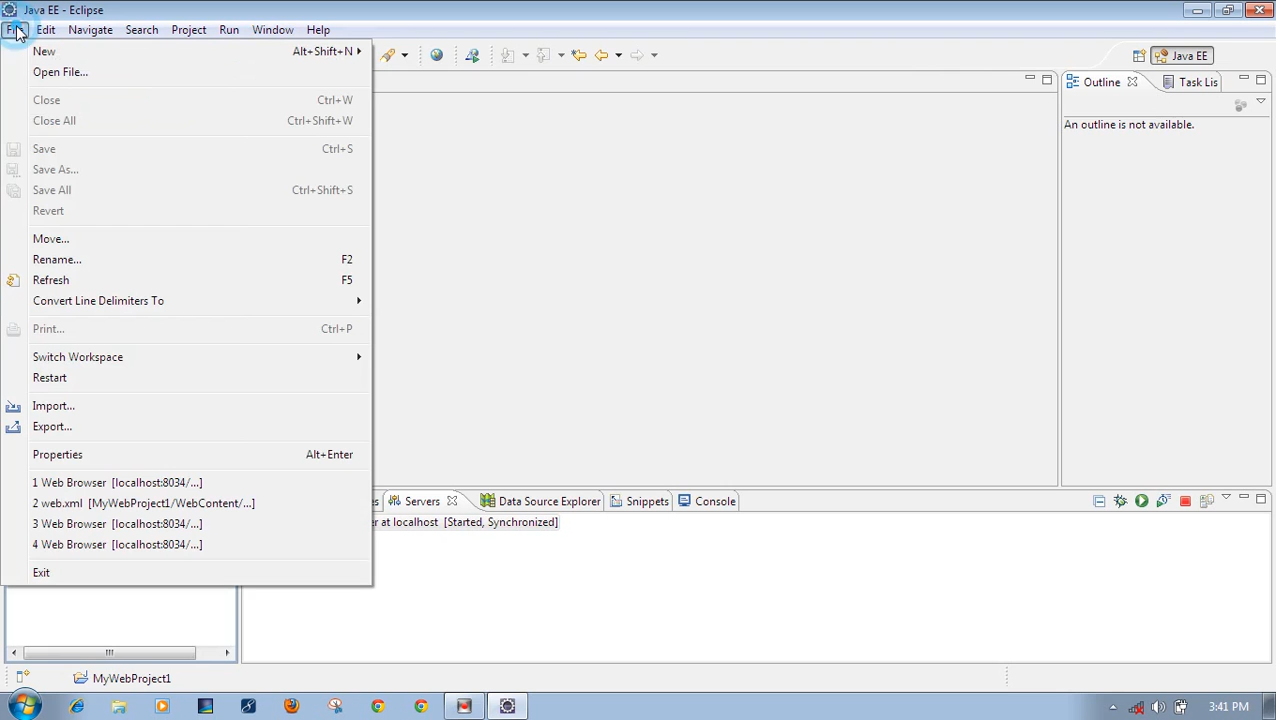 Java EE - Eclipse
File Edit Navigate Search Project Run Window Help
New Alt+Shift+N
Java EE
Open File...
Outline Task Lis
Close Ctrl+W
Close All Ctrl+Shift+W
An outline is not available.
Save Ctrl+S
Save As...
Save All Ctrl+Shift+S
Revert
Move...
Rename... F2
Refresh F5
Convert Line Delimiters To
Print... Ctrl+P
Switch Workspace
Restart
Import...
Export...
Properties Alt+Enter
1 Web Browser [localhost:8034/...]
2 web.xml [MyWebProject1/WebContent/...]
Servers Data Source Explorer Snippets Console
3 Web Browser [localhost:8034/...]
at localhost [Started, Synchronized]
4 Web Browser [localhost:8034/...]
Exit
MyWebProject1
3:41 PM